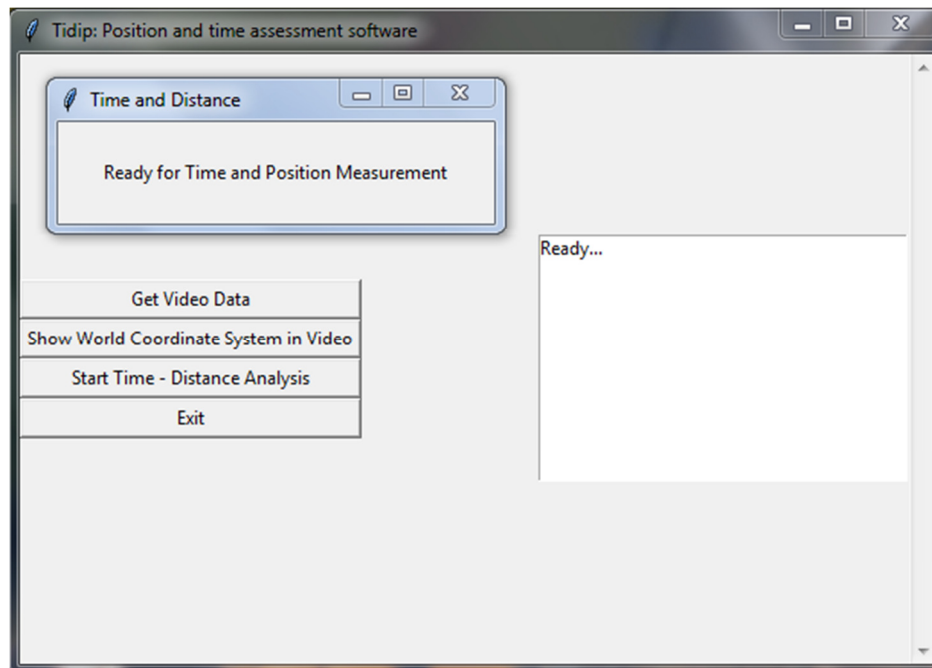 Tidip: Position and time assessment software
Time and Distance
Ready for Time and Position Measurement
Ready...
Get Video Data
Show World Coordinate System in Video
Start Time - Distance Analysis
Exit